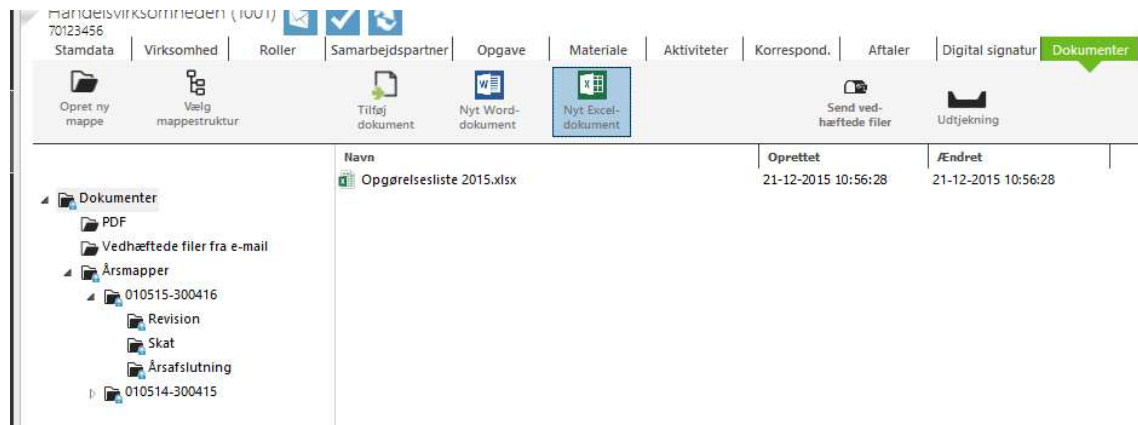 Handelsvirksomheden (1001)
70123456
Stamdata Virksomhed Roller Samarbejdspartner Opgave Materiale Aktiviteter Korrespond. Aftaler Digital signatur Dokumenter
Opret ny mappe
Vælg mappestruktur
Tilføj dokument
Nyt Word-dokument
Nyt Excel-dokument
Send ved-hæftede filer
Udtjekning
Navn Oprettet Ændret
Opgørelsesliste 2015.xlsx 21-12-2015 10:56:28 21-12-2015 10:56:28
Dokumenter
PDF
Vedhæftede filer fra e-mail
Årsmapper
010515-300416
Revision
Skat
Årsafslutning
010514-300415